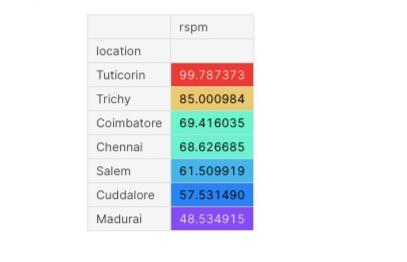 rspm
location
Tuticorin 99.787373
Trichy 85.000984
Coimbatore 69.416035
Chennai 68.626685
Salem 61.509919
Cuddalore 57.531490
Madurai 48.534915